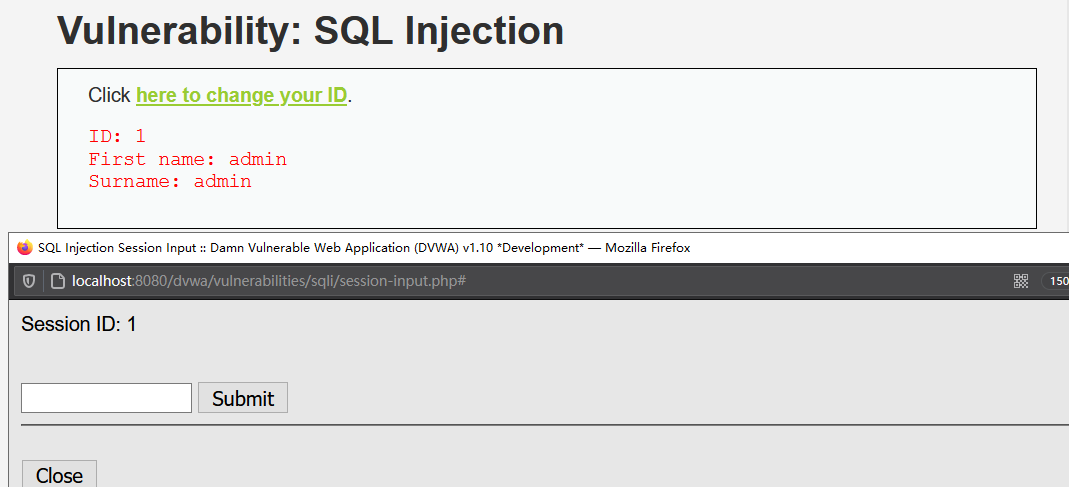 Vulnerability: SQL Injection
Click here to change your ID.
ID: 1
First name: admin
Surname: admin
SQL Injection Session Input :: Damn Vulnerable Web Application (DVWA) v1.10 *Development* — Mozilla Firefox
localhost:8080/dvwa/vulnerabilities/sqli/session-input.php# 150
Session ID: 1
Submit
Close